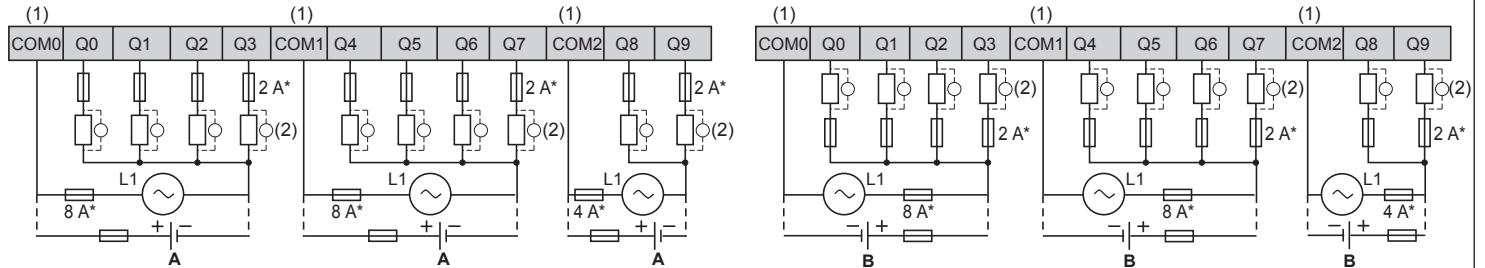 (1) (1) (1) (1) (1) (1)
COM0 Q0 Q1 Q2 Q3 COM1 Q4 Q5 Q6 Q7 COM2 Q8 Q9 COM0 Q0 Q1 Q2 Q3 COM1 Q4 Q5 Q6 Q7 COM2 Q8 Q9
2 A* 2 A* 2 A* (2) (2) (2)
(2) (2) (2) 2 A* 2 A* 2 A*
L1 L1 L1 L1 L1 L1
8 A* 8 A* 4 A* 8 A* 8 A* 4 A*
+ − + − + − − + − + − +
A A A B B B